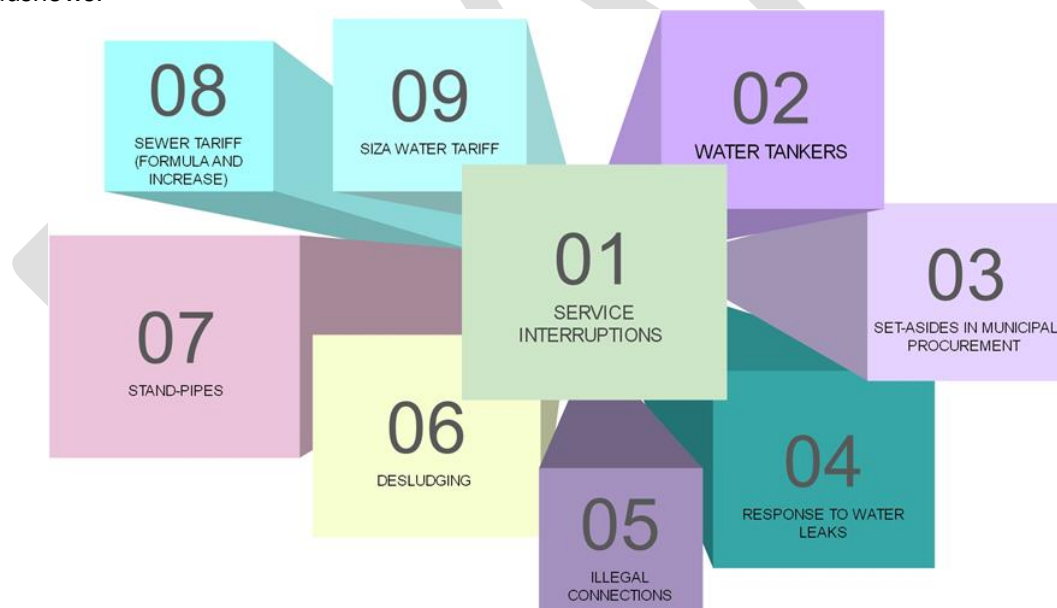 08
SEWER TARIFF
(FORMULA AND
INCREASE)
09
SIZA WATER TARIFF
02
WATER TANKERS
01
SERVICE
INTERRUPTIONS
03
SET-ASIDES IN MUNICIPAL
PROCUREMENT
07
STAND-PIPES
06
DESLUDGING
04
RESPONSE TO WATER
LEAKS
05
ILLEGAL
CONNECTIONS